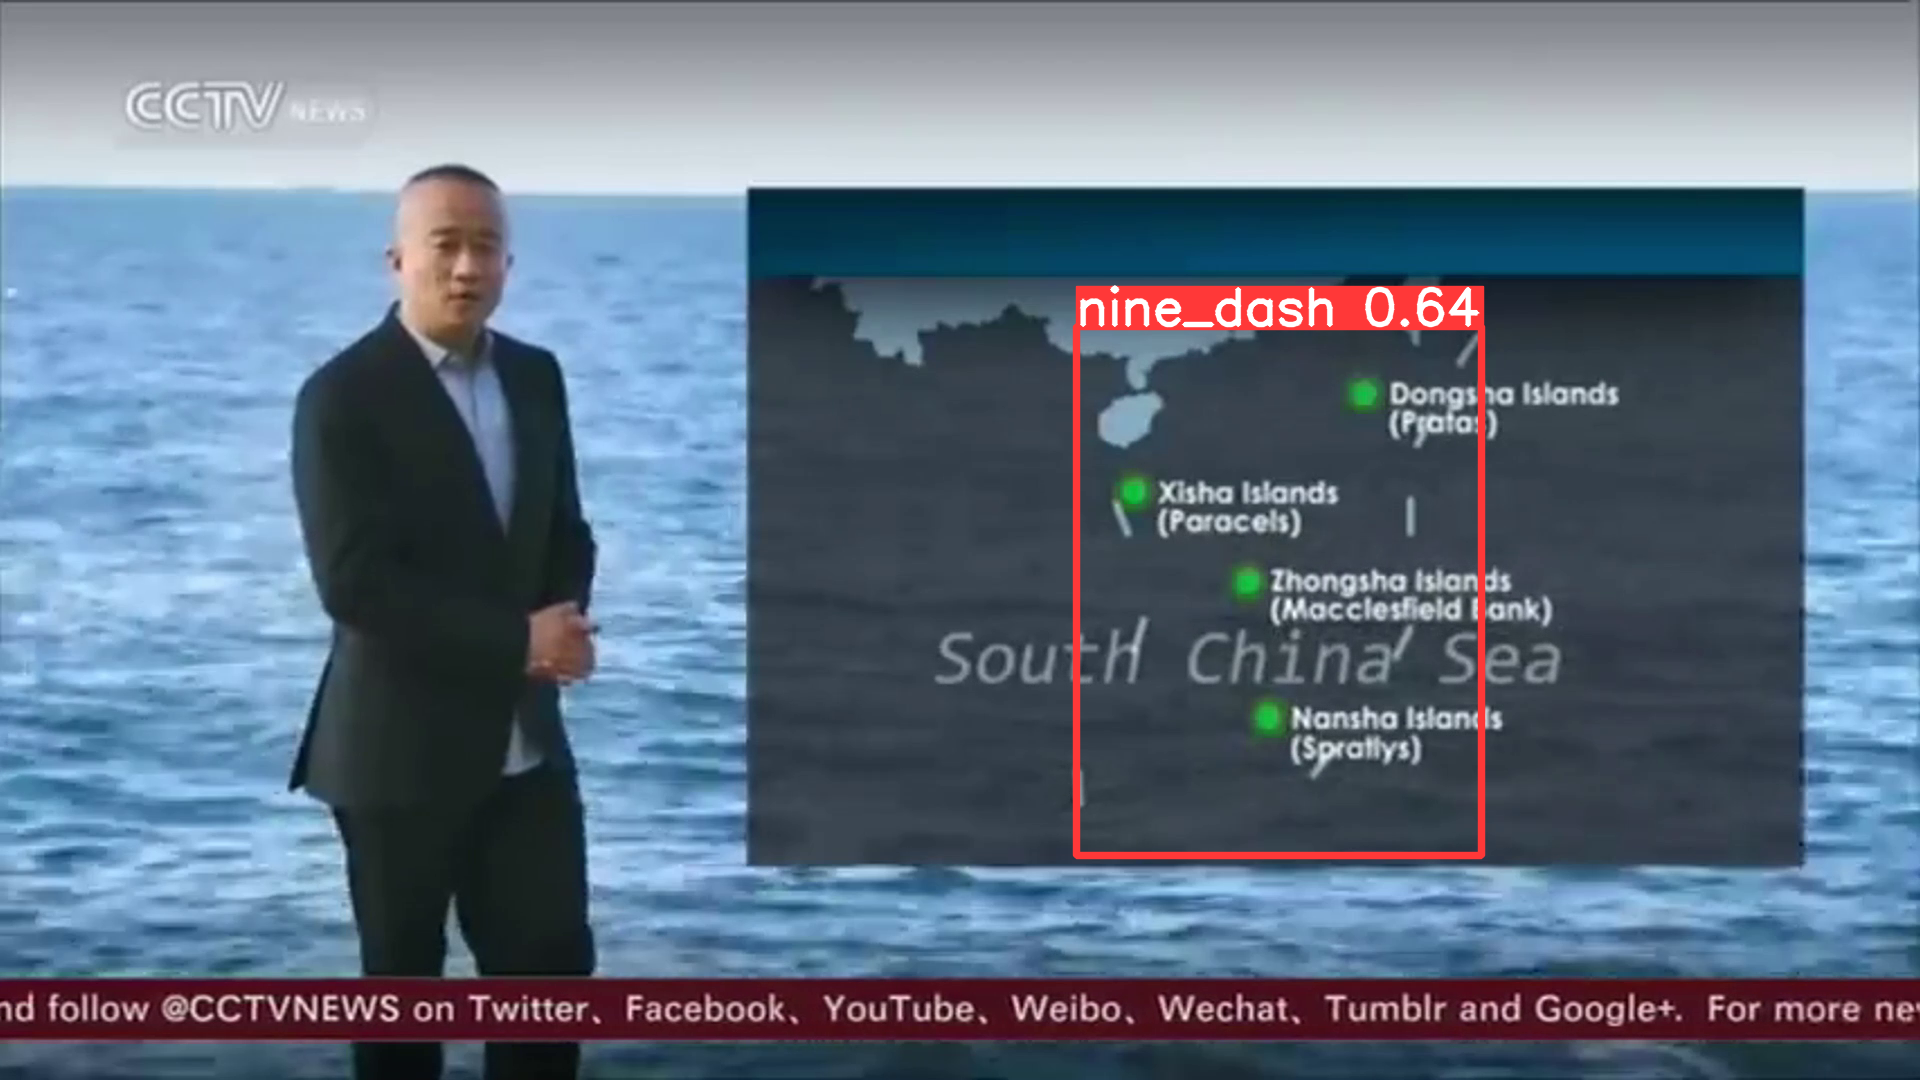 CCTV NEWS
nine_dash 0.64
Dongsha Islands
(Pratas)
Xisha Islands
(Paracels)
Zhongsha Islands
(Macclesfield Bank)
South China Sea
Nansha Islands
(Spratlys)
nd follow @CCTVNEWS on Twitter、Facebook、YouTube、Weibo、Wechat、Tumblr and Google+. For more ne